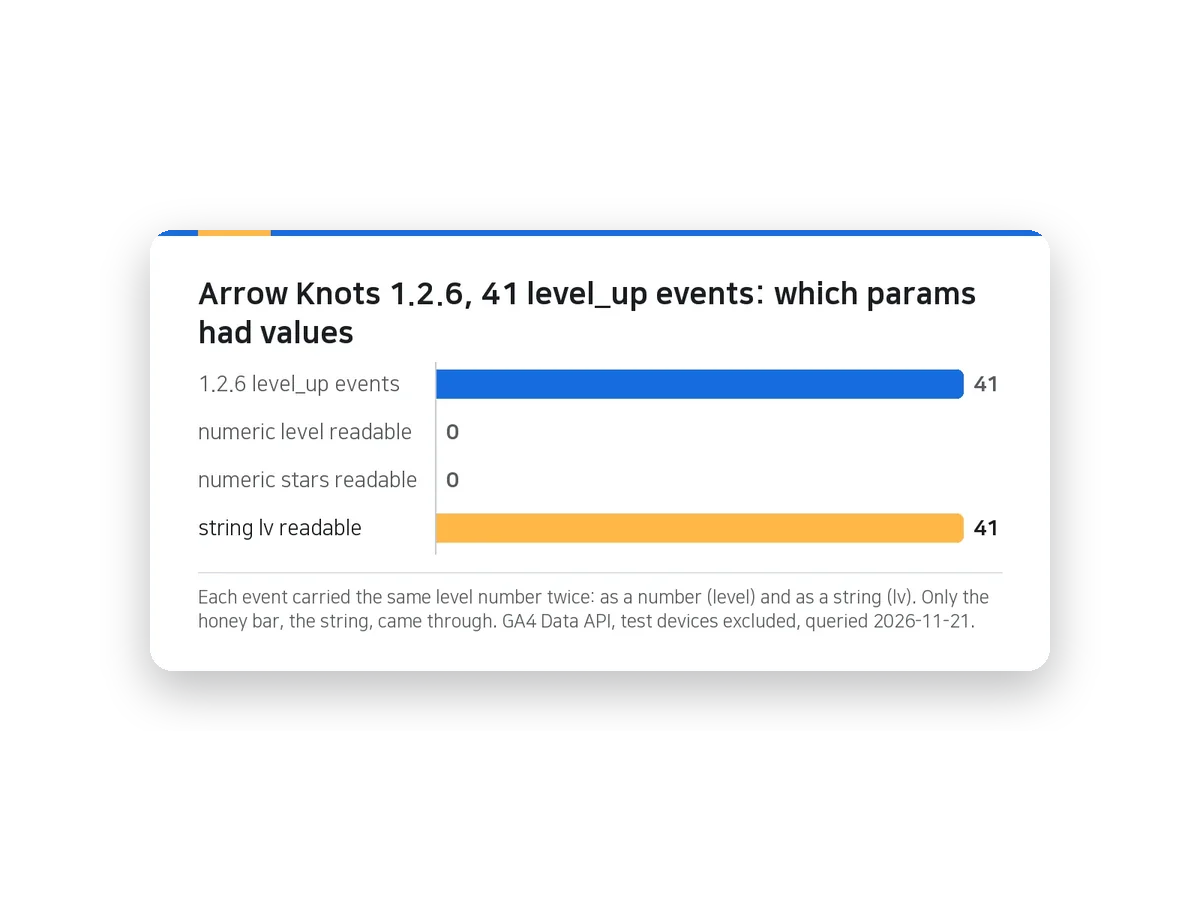 Arrow Knots 1.2.6, 41 level_up events: which params
had values
1.2.6 level_up events 41
numeric level readable 0
numeric stars readable 0
string lv readable 41
Each event carried the same level number twice: as a number (level) and as a string (lv). Only the
honey bar, the string, came through. GA4 Data API, test devices excluded, queried 2026-11-21.